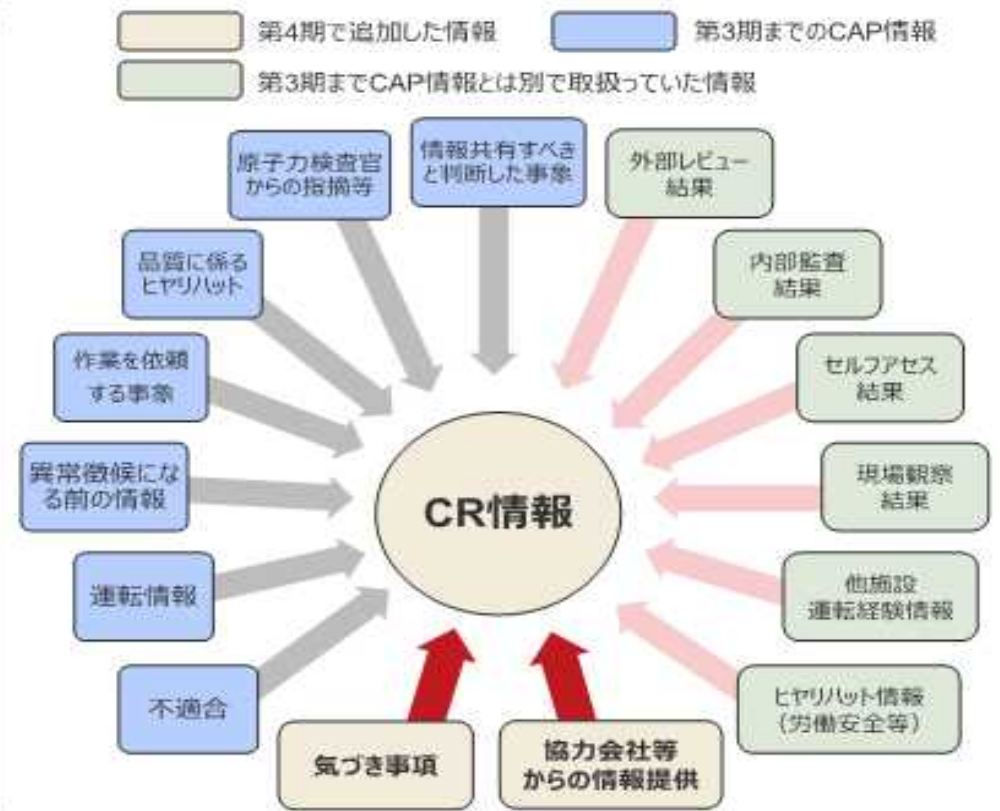 第4期で追加した情報
第3期までのCAP情報
第3期までCAP情報とは別で取扱っていた情報
原子力検査官
からの指摘等
情報共有すべき
と判断した事象
外部レビュー
結果
品質に係る
ヒヤリハット
内部監査
結果
作業を依頼
する事象
セルフアセス
結果
異常徴候にな
る前の情報
CR情報
現場観察
結果
運転情報
他施設
運転経験情報
不適合
ヒヤリハット情報
(労働安全等)
気づき事項
協力会社等
からの情報提供